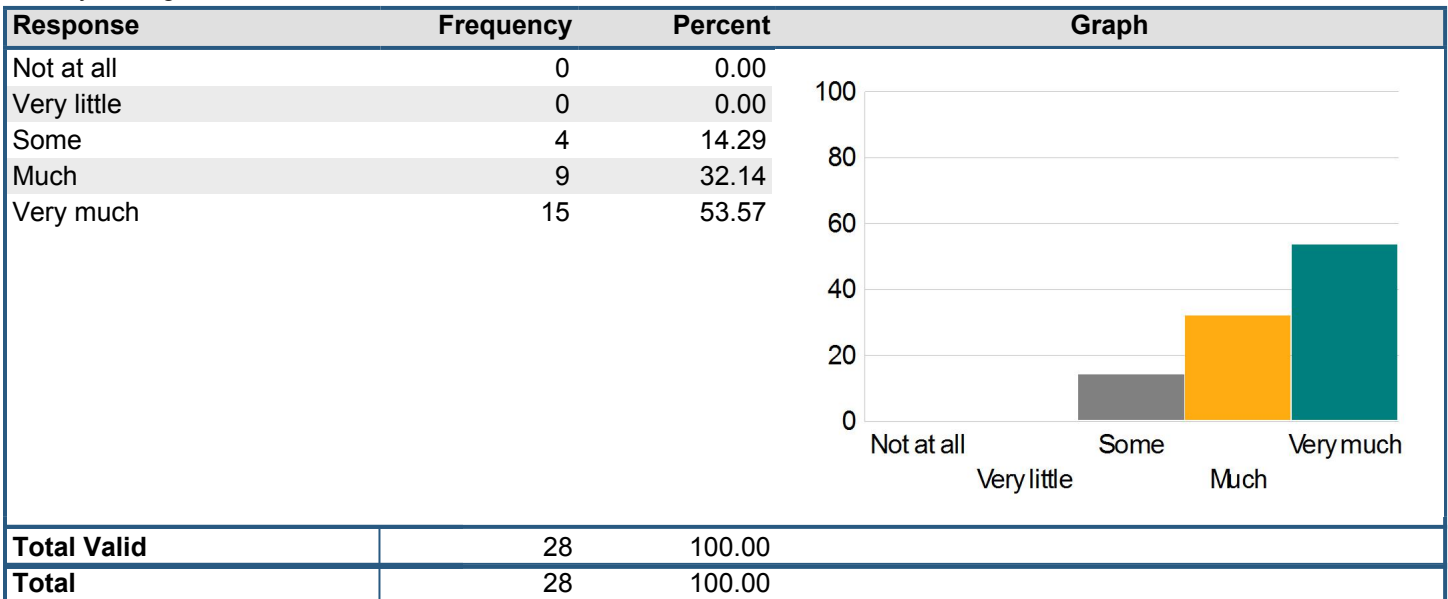 Response Frequency Percent Graph
Not at all 0 0.00
Very little 0 0.00
Some 4 14.29
Much 9 32.14
Very much 15 53.57
100
80
60
40
20
0
Not at all Some Very much
Very little Much
Total Valid 28 100.00
Total 28 100.00